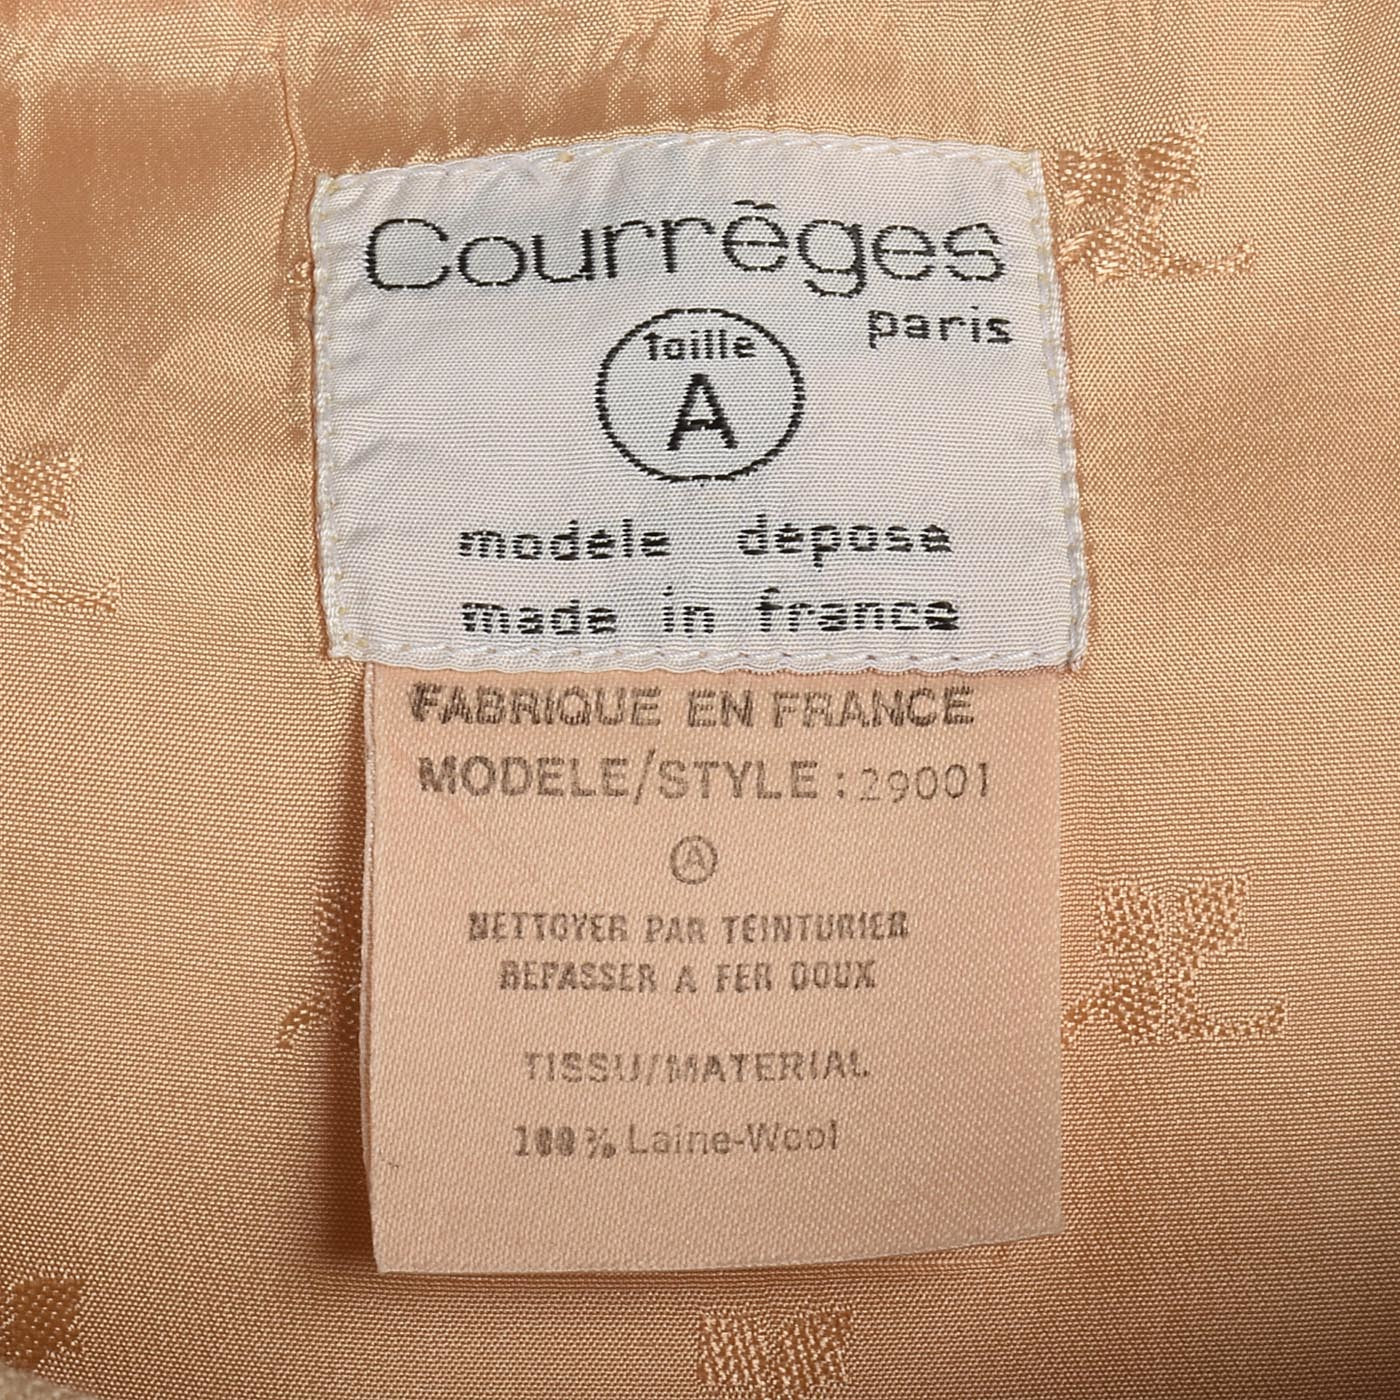 Courrèges
paris
taille
A
modele depose
made in france
FABRIQUE EN FRANCE
MODELE/STYLE : 29001
A
NETTOYER PAR TEINTURIER
REPASSER A FER DOUX
TISSU/MATERIAL
100% Laine-Wool